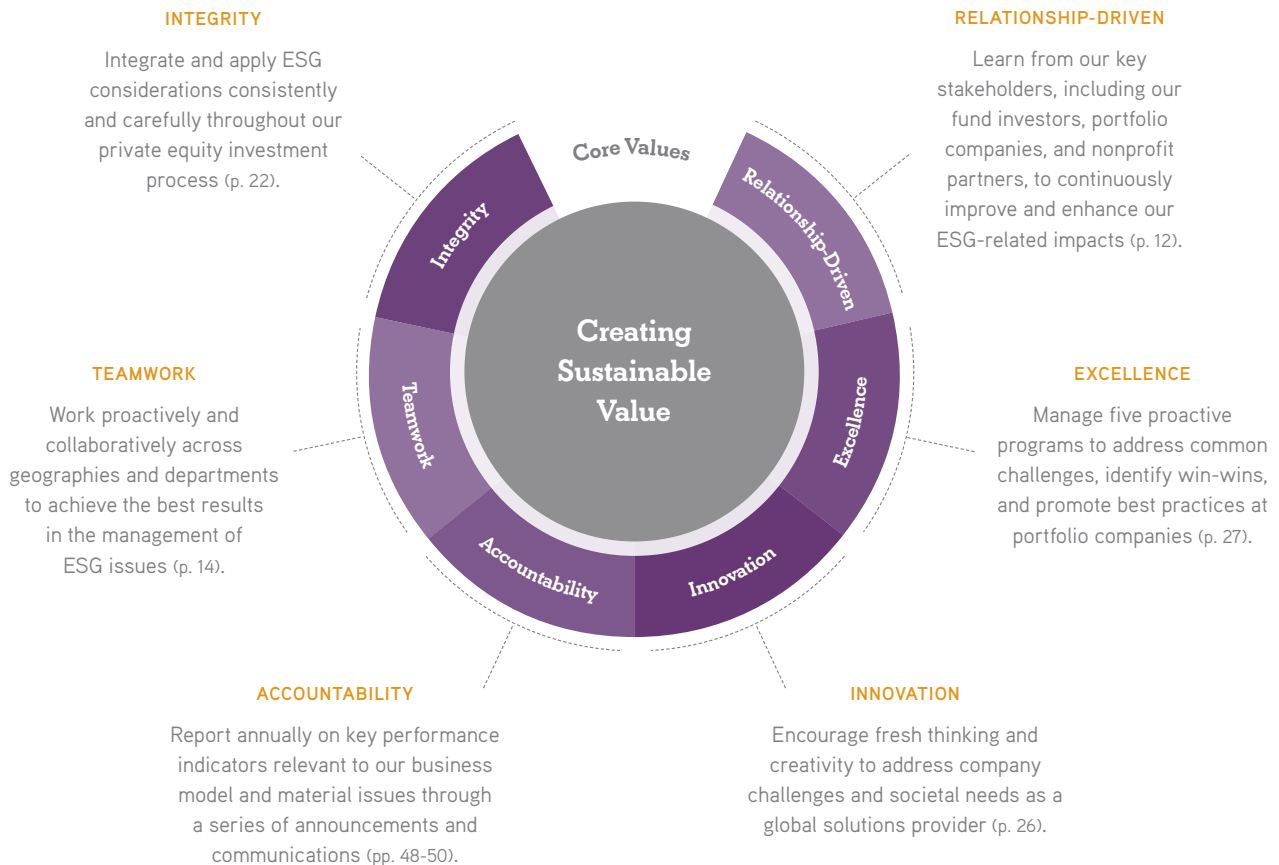 INTEGRITY
Integrate and apply ESG
considerations consistently
and carefully throughout our
private equity investment
process (p. 22).
RELATIONSHIP-DRIVEN
Learn from our key
stakeholders, including our
fund investors, portfolio
companies, and nonprofit
partners, to continuously
improve and enhance our
ESG-related impacts (p. 12).
Core Values
Integrity
Relationship-Driven
Creating
Sustainable
Value
Teamwork
Excellence
Accountability
Innovation
TEAMWORK
Work proactively and
collaboratively across
geographies and departments
to achieve the best results
in the management of
ESG issues (p. 14).
EXCELLENCE
Manage five proactive
programs to address common
challenges, identify win-wins,
and promote best practices at
portfolio companies (p. 27).
ACCOUNTABILITY
Report annually on key performance
indicators relevant to our business
model and material issues through
a series of announcements and
communications (pp. 48-50).
INNOVATION
Encourage fresh thinking and
creativity to address company
challenges and societal needs as a
global solutions provider (p. 26).